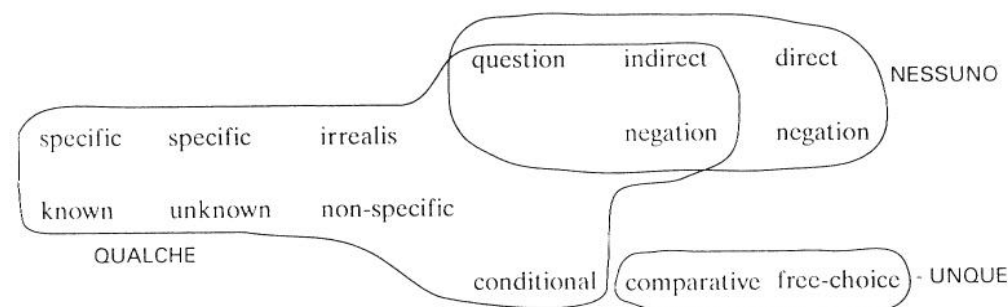 question indirect direct
NESSUNO
specific specific irrealis negation negation
known unknown non-specific
QUALCHE
conditional comparative free-choice - UNQUE